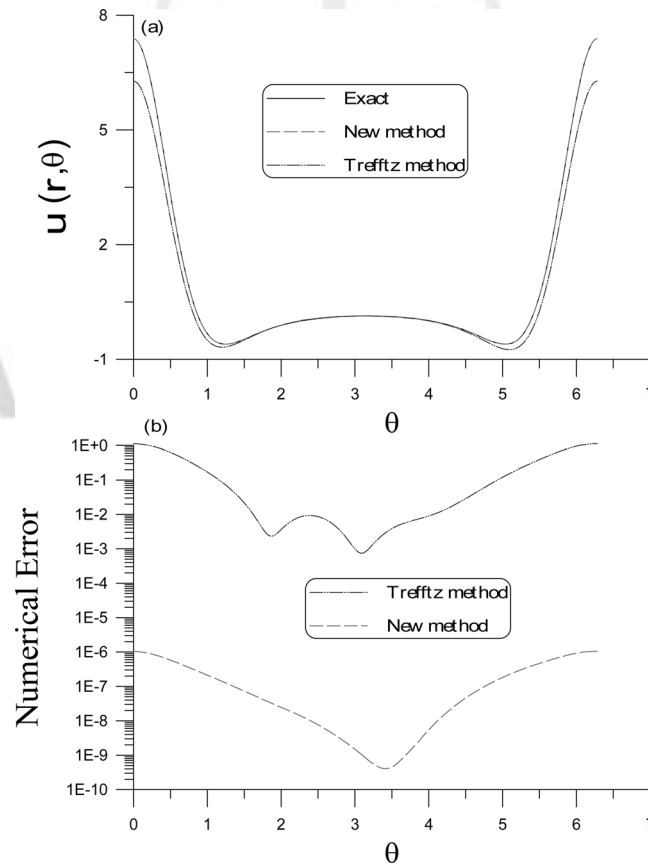 (a)
8
5
2
-1
u (r,θ)
Exact
New method
Trefftz method
0 1 2 3 4 5 6 7
θ
(b)
1E+0
1E-1
1E-2
1E-3
1E-4
1E-5
1E-6
1E-7
1E-8
1E-9
1E-10
Numerical Error
Trefftz method
New method
0 1 2 3 4 5 6 7
θ